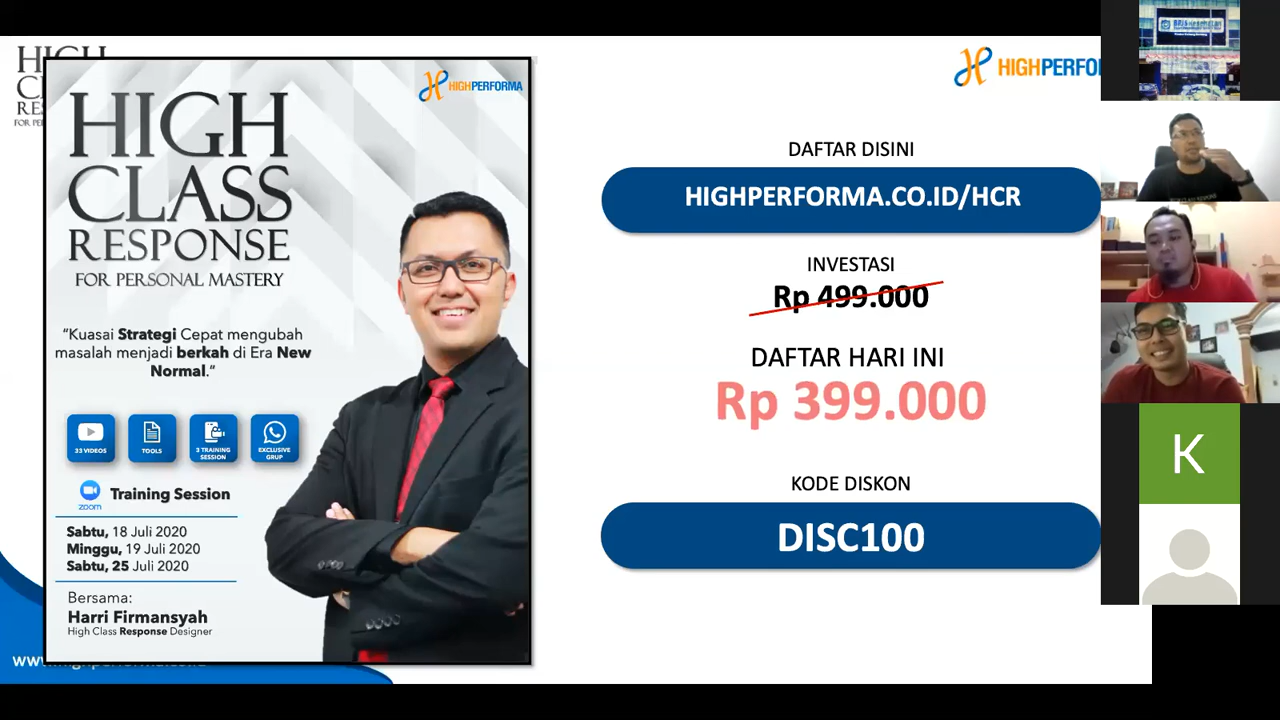 HIGH
CLASS
RESPONSE
FOR PERSONAL MASTERY
HIGHPERFORMA
“Kuasai Strategi Cepat mengubah
masalah menjadi berkah di Era New
Normal.“
33 VIDEOS
TOOLS
3 TRAINING
SESSION
EXCLUSIVE
GRUP
zoom
Training Session
Sabtu, 18 Juli 2020
Minggu, 19 Juli 2020
Sabtu, 25 Juli 2020
Bersama:
Harri Firmansyah
High Class Response Designer
HIGH
HIGHPERFO
DAFTAR DISINI
HIGHPERFORMA.CO.ID/HCR
INVESTASI
Rp 499.000
DAFTAR HARI INI
Rp 399.000
KODE DISKON
DISC100
K